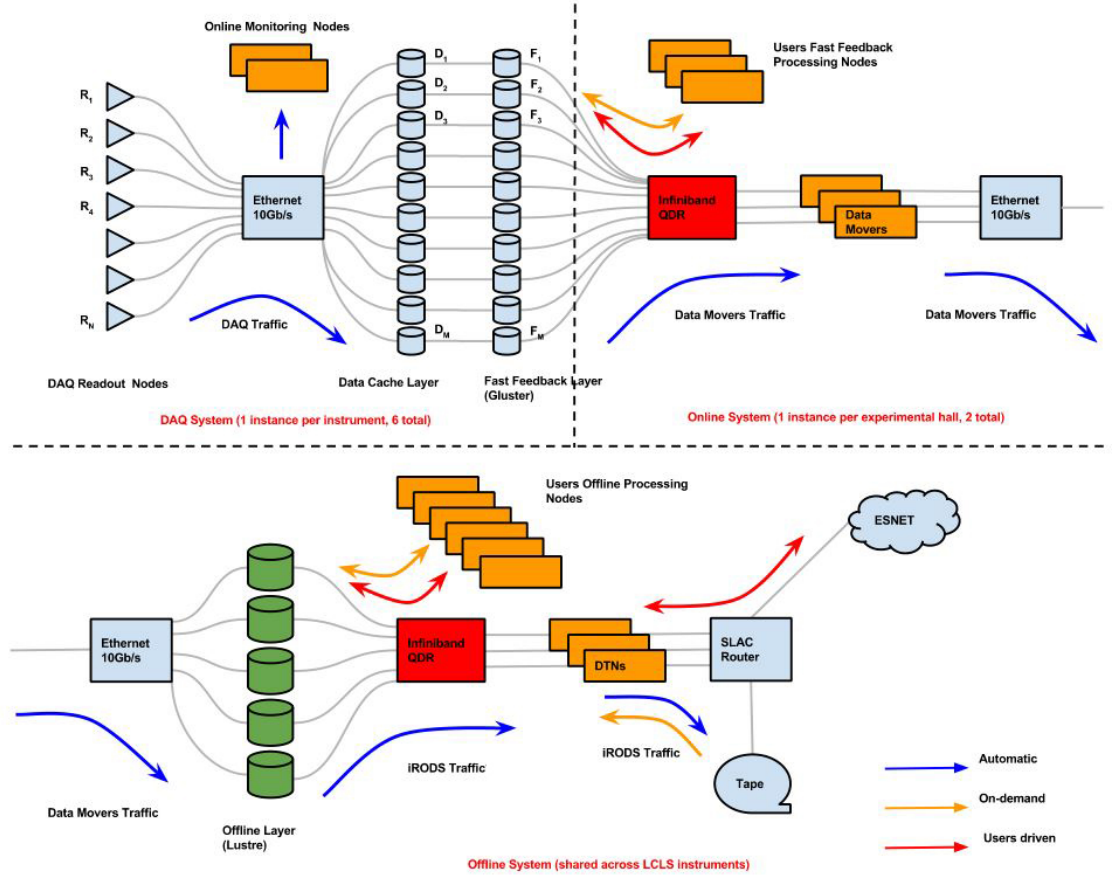 Online Monitoring Nodes
Users Fast Feedback
Processing Nodes
R1
R2
R3
R4
RN
D1
D2
D3
DM
F1
F2
F3
FM
Ethernet
10Gb/s
Infiniband
QDR
Data
Movers
Ethernet
10Gb/s
DAQ Traffic
Data Movers Traffic
Data Movers Traffic
DAQ Readout Nodes
Data Cache Layer
Fast Feedback Layer
(Gluster)
DAQ System (1 instance per instrument, 6 total)
Online System (1 instance per experimental hall, 2 total)
Users Offline Processing
Nodes
ESNET
Ethernet
10Gb/s
Infiniband
QDR
DTNs
SLAC
Router
iRODS Traffic
iRODS Traffic
Tape
Data Movers Traffic
Offline Layer
(Lustre)
Automatic
On-demand
Users driven
Offline System (shared across LCLS instruments)